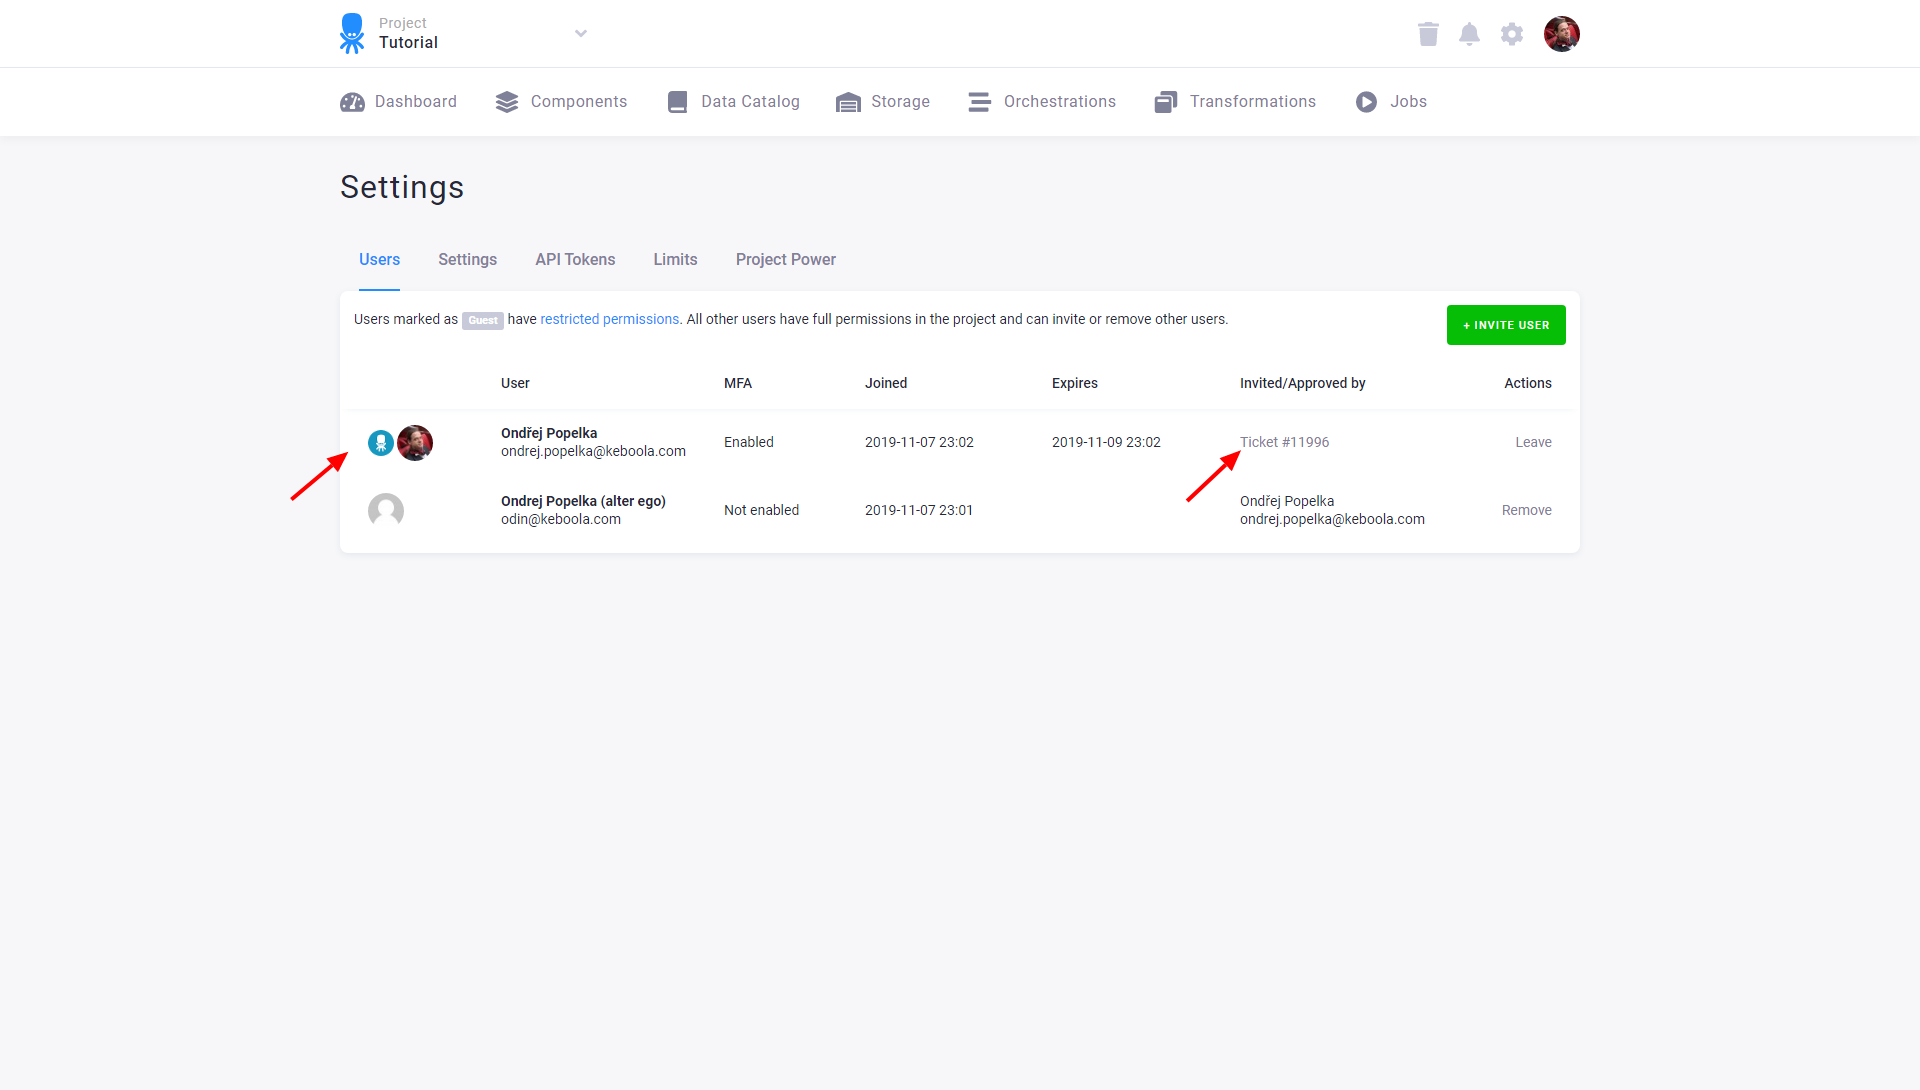 Project
Tutorial
Dashboard Components Data Catalog Storage Orchestrations Transformations Jobs
Settings
Users Settings API Tokens Limits Project Power
Users marked as Guest have restricted permissions. All other users have full permissions in the project and can invite or remove other users.
+ INVITE USER
User MFA Joined Expires Invited/Approved by Actions
Ondřej Popelka
ondrej.popelka@keboola.com
Enabled 2019-11-07 23:02 2019-11-09 23:02 Ticket #11996 Leave
Ondrej Popelka (alter ego)
odin@keboola.com
Not enabled 2019-11-07 23:01
Ondřej Popelka
ondrej.popelka@keboola.com
Remove